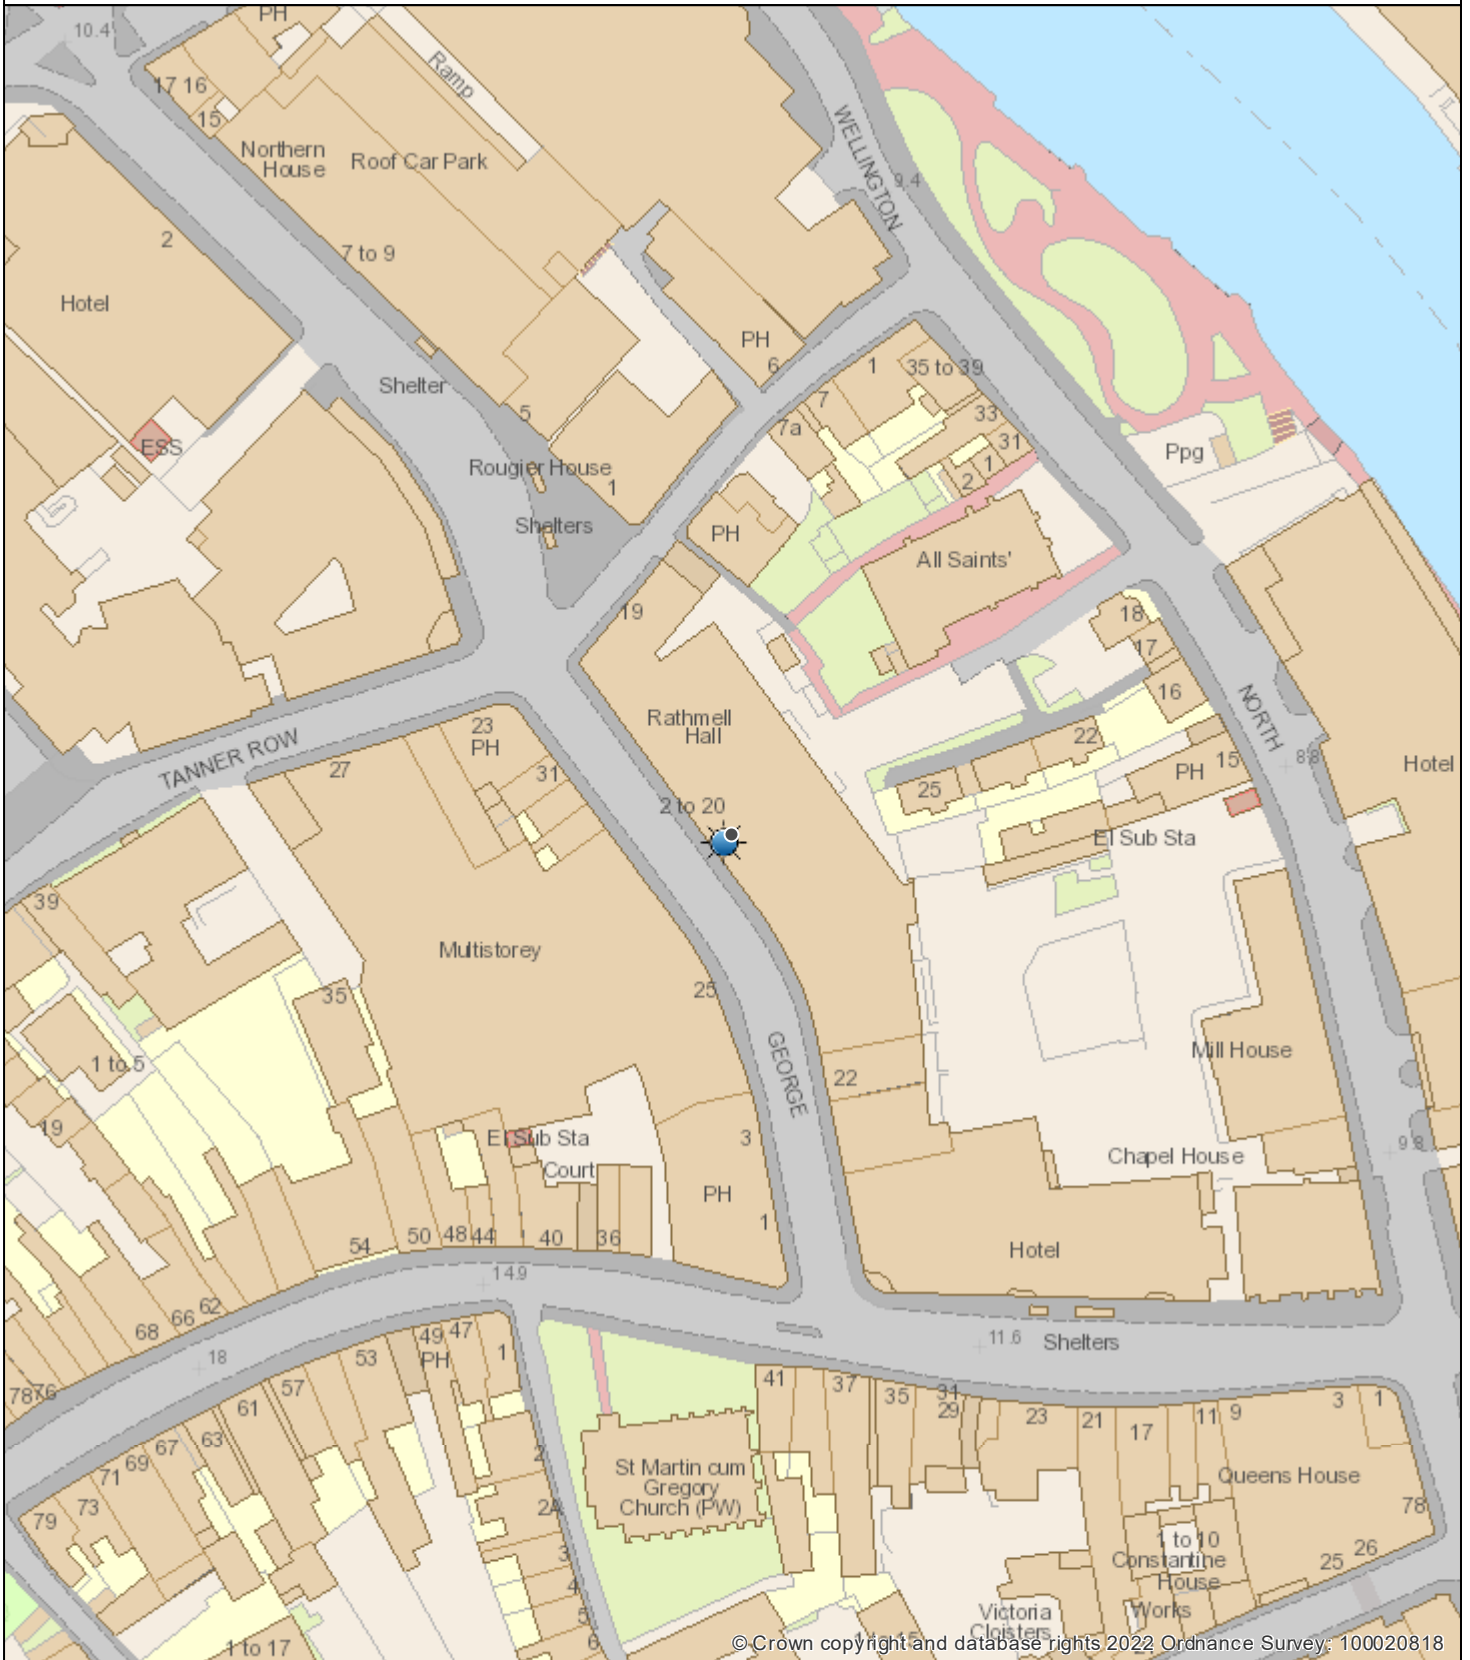 PH
10.4
Ramp
17 16
15
Northern
House
Roof Car Park
WELLINGTON
9.4
2
7 to 9
Hotel
PH
6
1
35 to 39
Shelter
7
5
7a
33
31
ESS
Rougier House
1
1
2
Ppg
Shelters
PH
All Saints'
19
18
17
16
NORTH
Rathmell
Hall
23
PH
TANNER ROW
27
31
22
15
PH
8.8
Hotel
25
2 to 20
El Sub Sta
39
Multistorey
25
35
GEORGE
1 to 5
22
Mill House
19
El Sub Sta
3
Court
Chapel House
9.8
PH
1
54
50
48
44
40
36
Hotel
14.9
62
66
68
18
11.6
Shelters
78
76
53
49
47
PH
1
57
61
63
67
69
71
73
79
41
37
35
31
29
23
21
17
11
9
3
1
2
St Martin cum
Gregory
Church (PW)
2A
Queens House
78
3
4
5
6
1 to 10
Constantine
House
Works
25
26
Victoria
Cloisters
1 to 17
© Crown copyright and database rights 2022 Ordnance Survey: 100020818